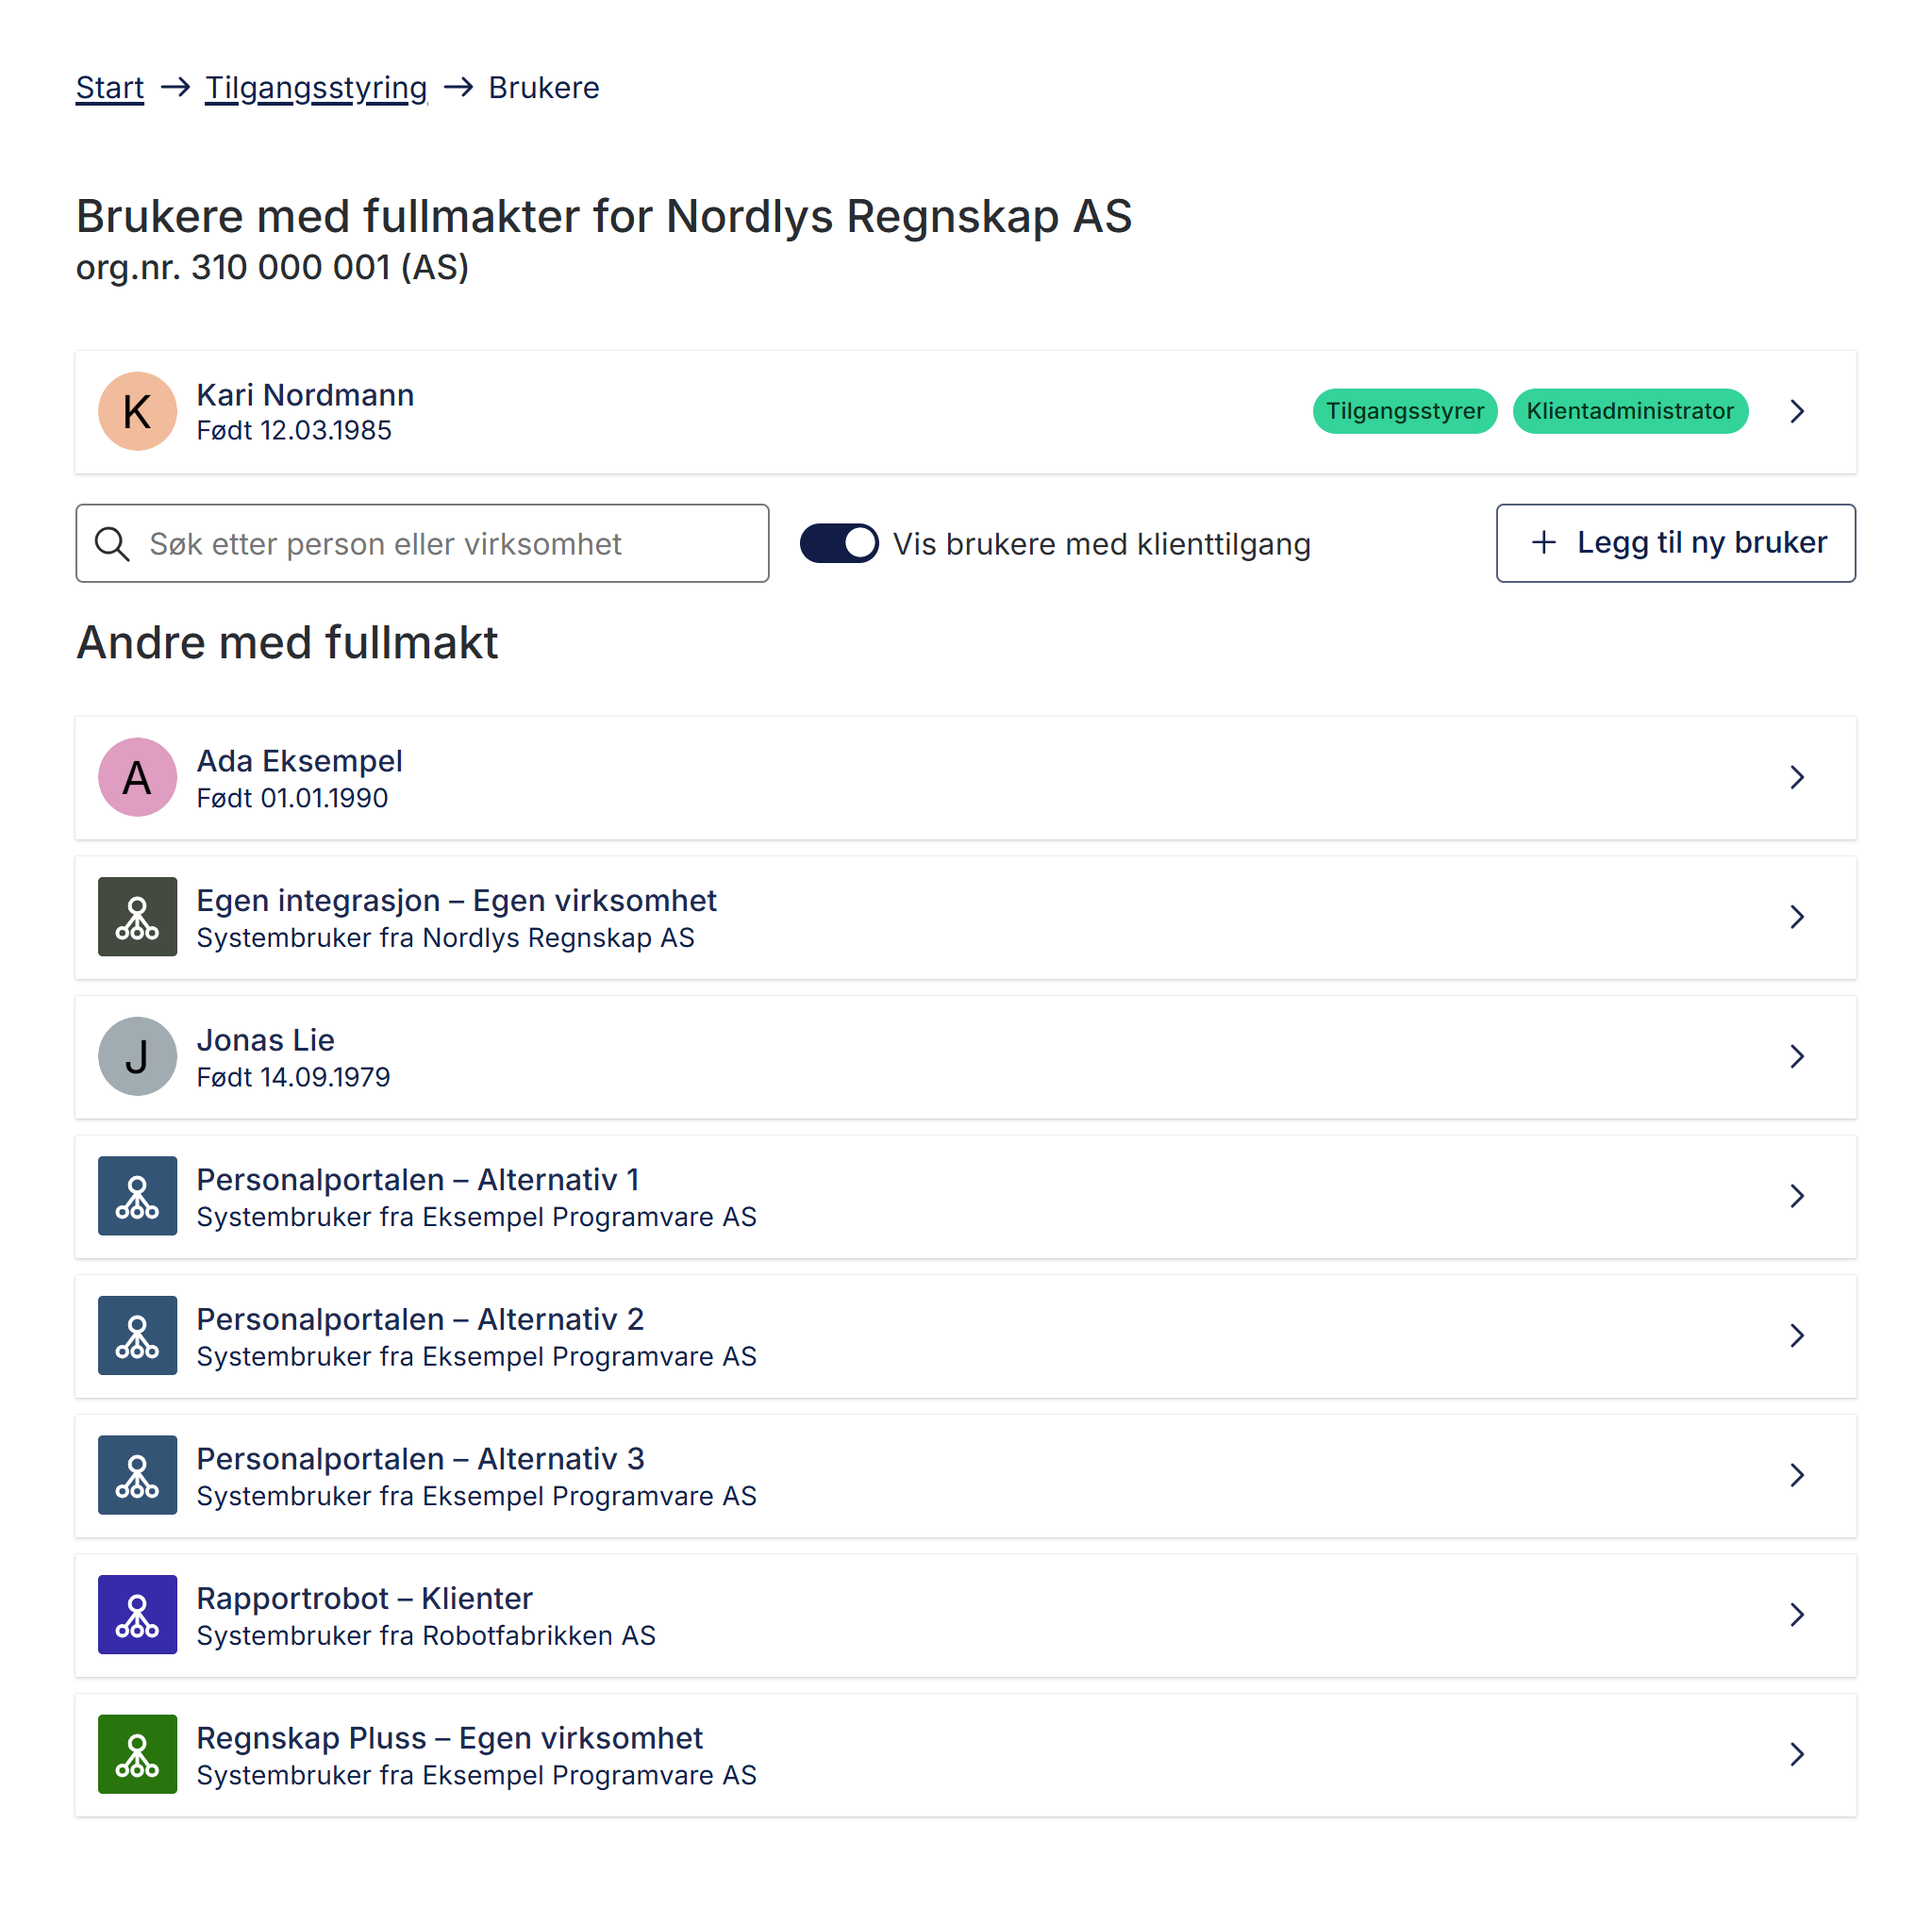 Start → Tilgangsstyring → Brukere
Brukere med fullmakter for Nordlys Regnskap AS
org.nr. 310 000 001 (AS)
K
Kari Nordmann
Født 12.03.1985
Tilgangsstyrer
Klientadministrator
Søk etter person eller virksomhet
Vis brukere med klienttilgang
+ Legg til ny bruker
Andre med fullmakt
A
Ada Eksempel
Født 01.01.1990
Egen integrasjon – Egen virksomhet
Systembruker fra Nordlys Regnskap AS
J
Jonas Lie
Født 14.09.1979
Personalportalen – Alternativ 1
Systembruker fra Eksempel Programvare AS
Personalportalen – Alternativ 2
Systembruker fra Eksempel Programvare AS
Personalportalen – Alternativ 3
Systembruker fra Eksempel Programvare AS
Rapportrobot – Klienter
Systembruker fra Robotfabrikken AS
Regnskap Pluss – Egen virksomhet
Systembruker fra Eksempel Programvare AS